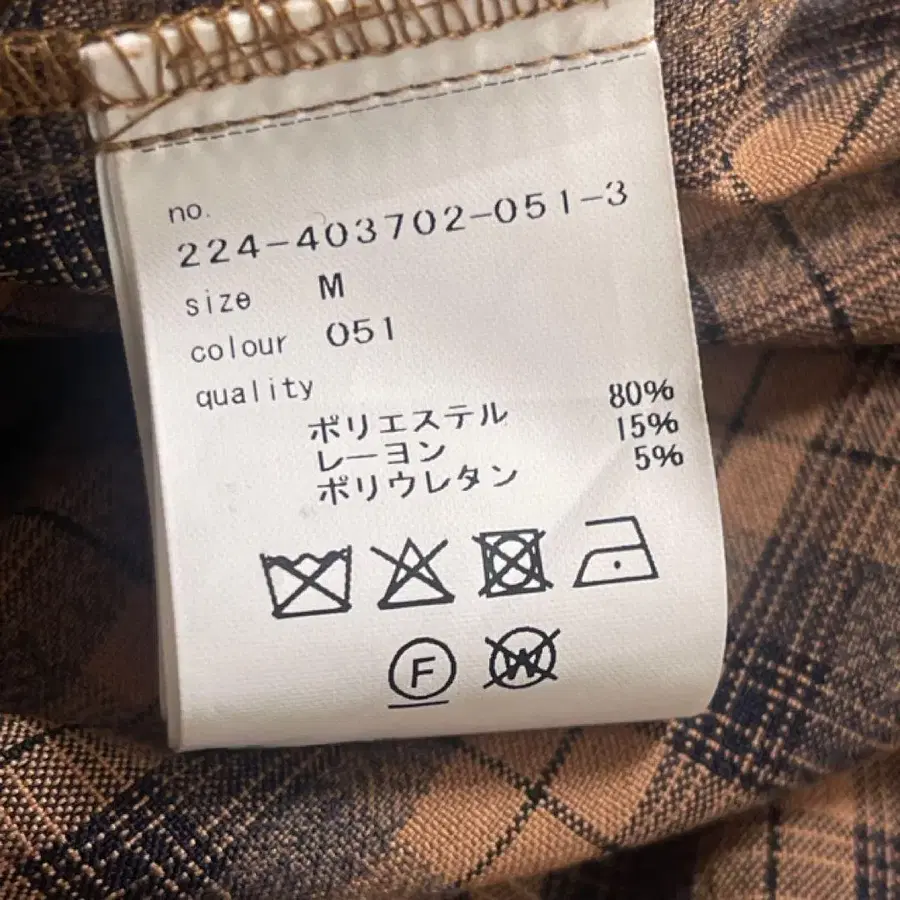 no.
224-403702-051-3
size M
colour 051
quality
ポリエステル 80%
レーヨン 15%
ポリウレタン 5%
F W